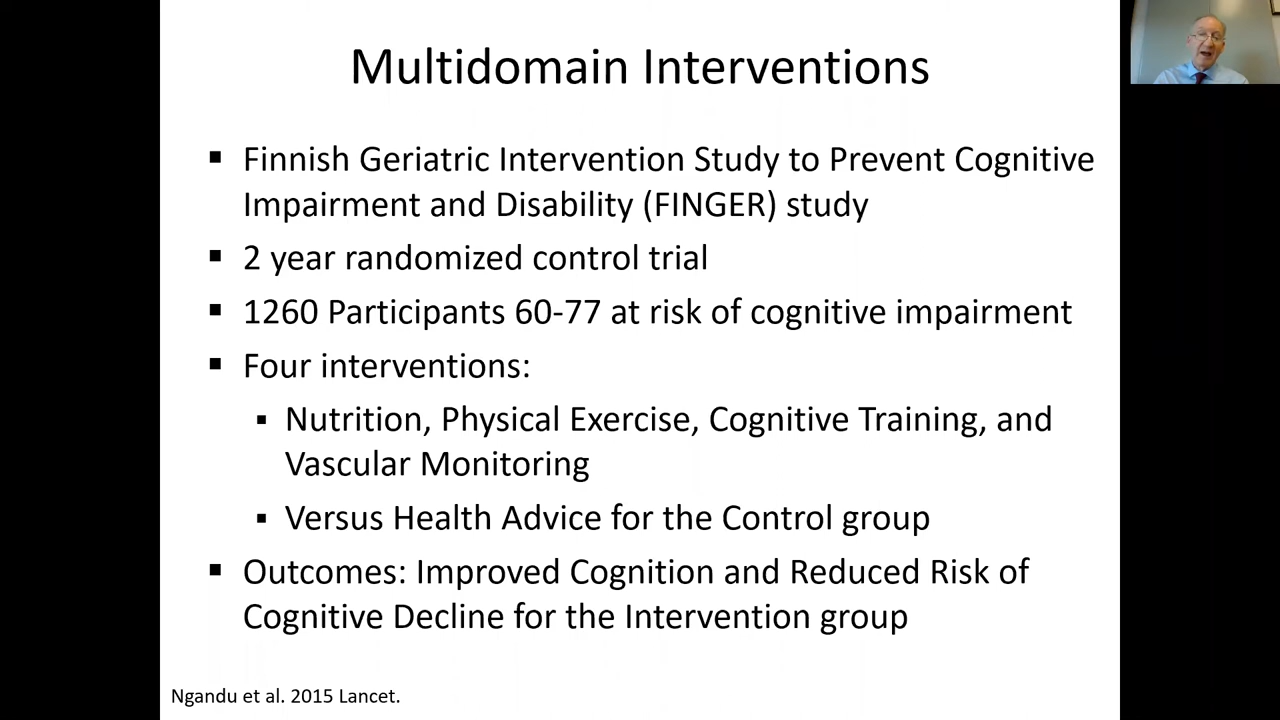 Multidomain Interventions
▪ Finnish Geriatric Intervention Study to Prevent Cognitive
Impairment and Disability (FINGER) study
▪ 2 year randomized control trial
▪ 1260 Participants 60-77 at risk of cognitive impairment
▪ Four interventions:
▪ Nutrition, Physical Exercise, Cognitive Training, and
Vascular Monitoring
▪ Versus Health Advice for the Control group
▪ Outcomes: Improved Cognition and Reduced Risk of
Cognitive Decline for the Intervention group
Ngandu et al. 2015 Lancet.